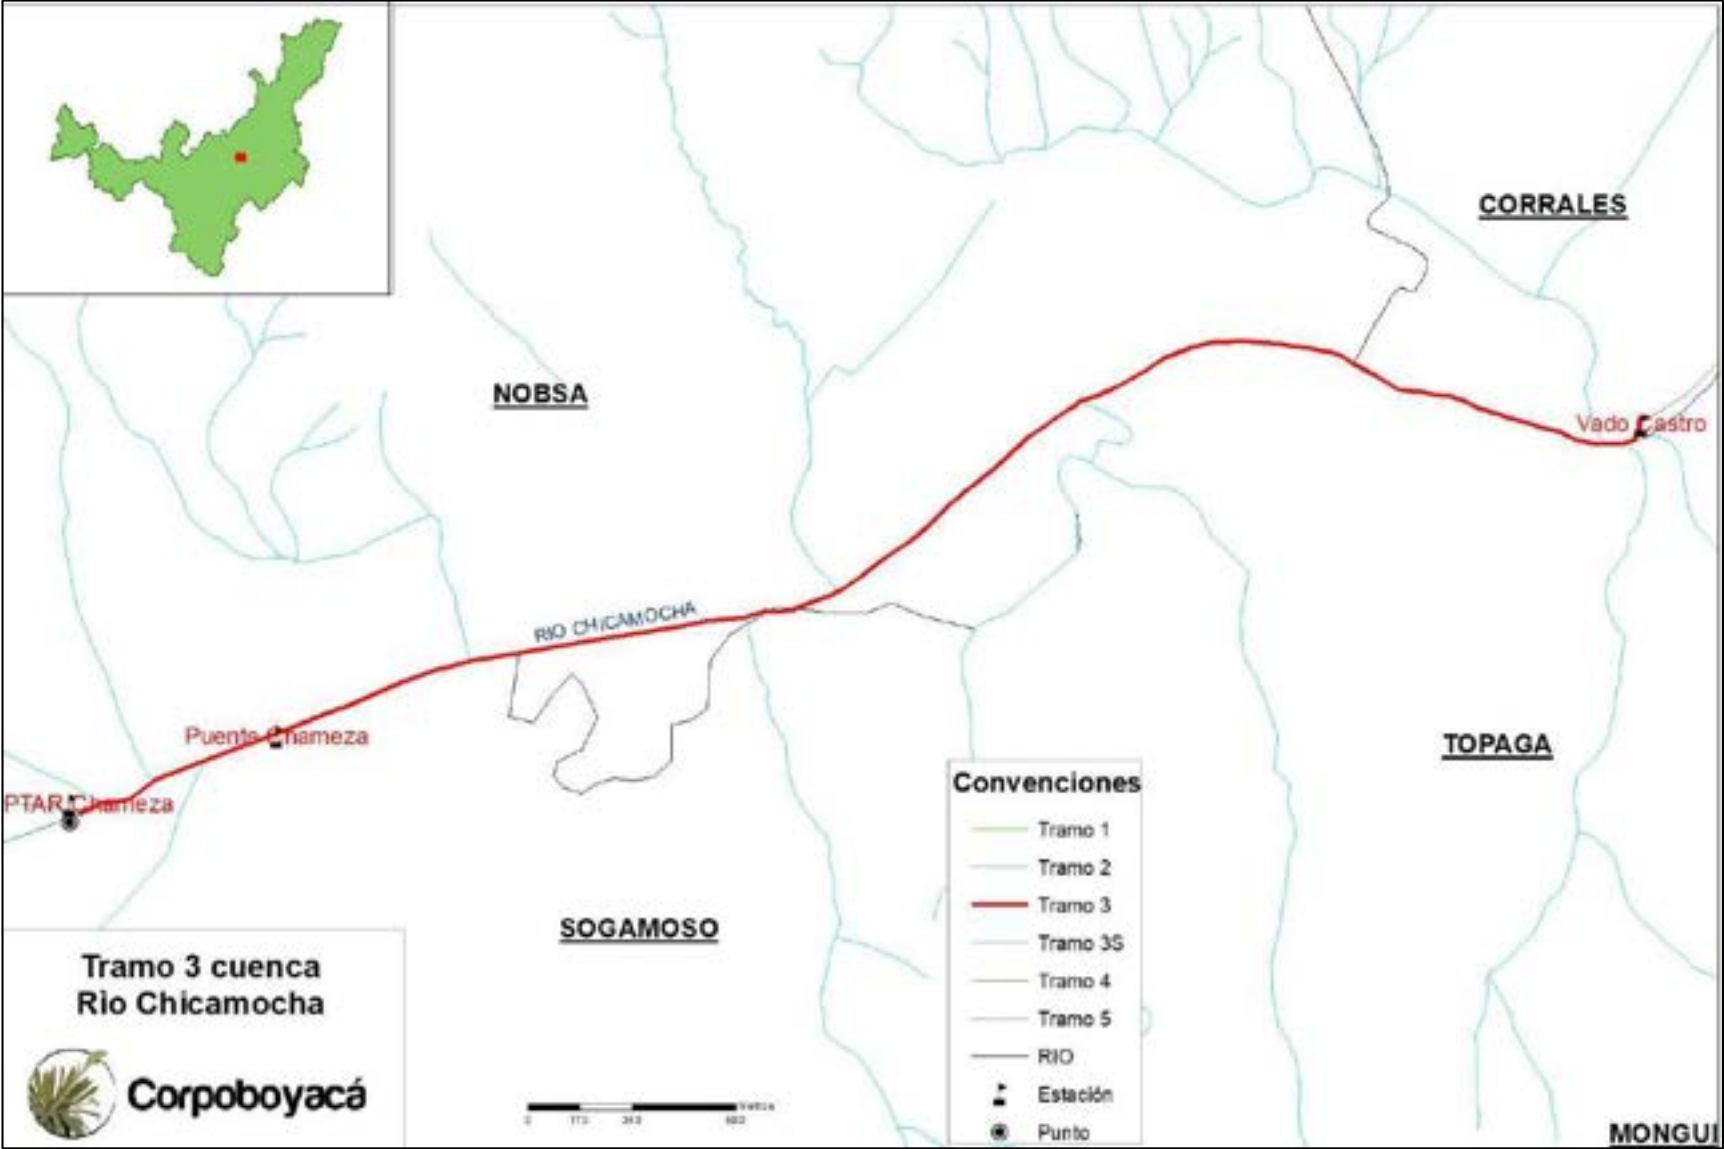 CORRALES
NOBSA
Vado Castro
RIO CHICAMOCHA
Puente Chameza
TOPAGA
PTAR Chameza
SOGAMOSO
Convenciones
Tramo 1
Tramo 2
Tramo 3
Tramo 3S
Tramo 4
Tramo 5
RIO
Estación
Punto
Tramo 3 cuenca
Rio Chicamocha
Corpoboyacá
0
MONGUI